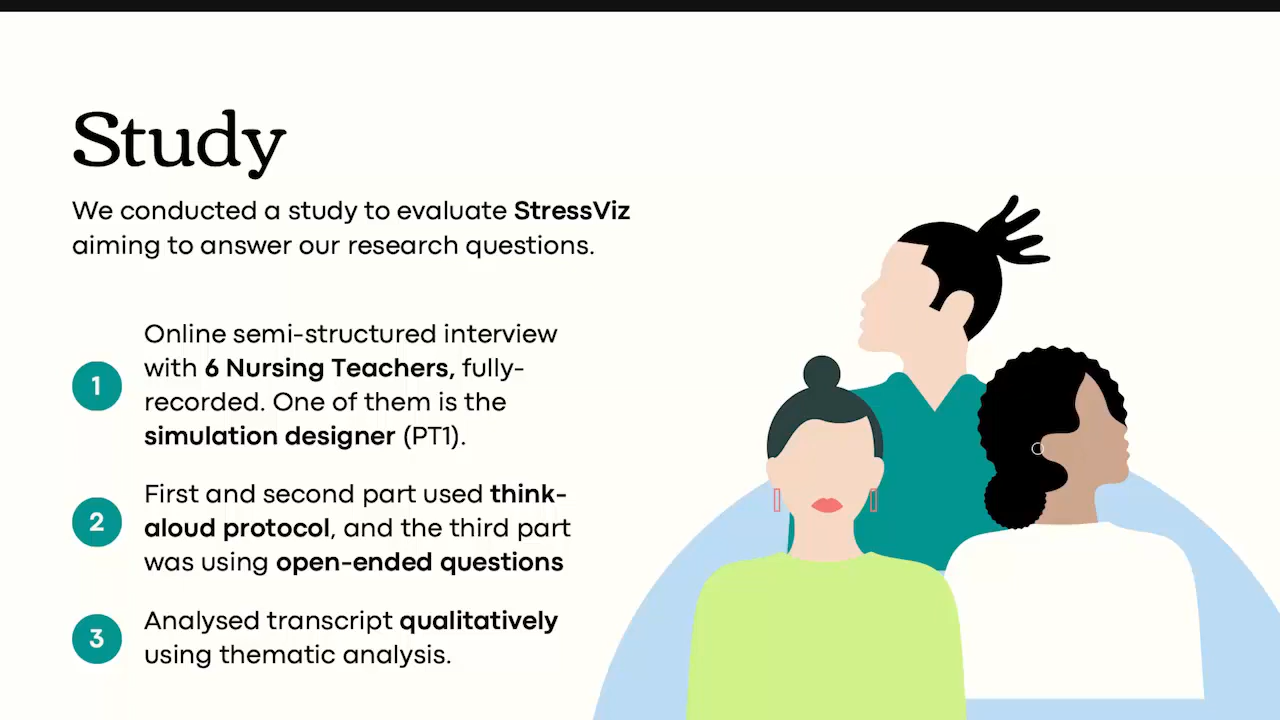 Study
We conducted a study to evaluate StressViz
aiming to answer our research questions.
1
Online semi-structured interview
with 6 Nursing Teachers, fully-
recorded. One of them is the
simulation designer (PT1).
2
First and second part used think-
aloud protocol, and the third part
was using open-ended questions
3
Analysed transcript qualitatively
using thematic analysis.